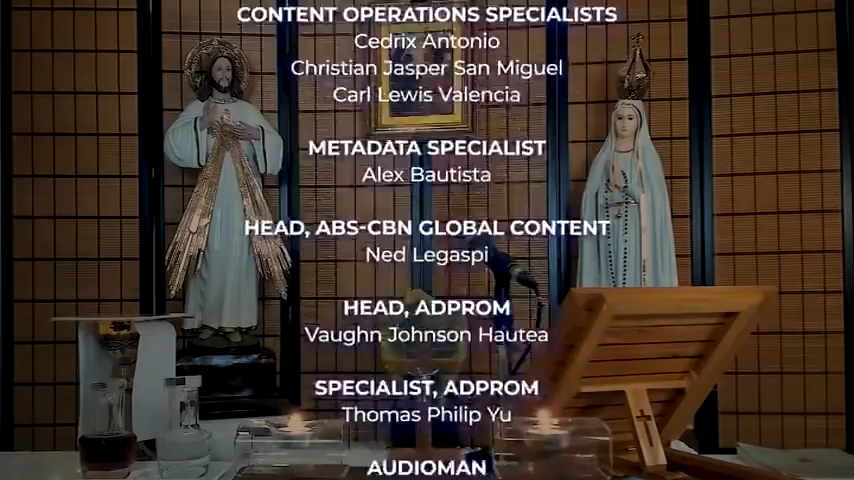 CONTENT OPERATIONS SPECIALISTS
Cedrix Antonio
Christian Jasper San Miguel
Carl Lewis Valencia
METADATA SPECIALIST
Alex Bautista
HEAD, ABS-CBN GLOBAL CONTENT
Ned Legaspi
HEAD, ADPROM
Vaughn Johnson Hautea
SPECIALIST, ADPROM
Thomas Philip Yu
AUDIOMAN